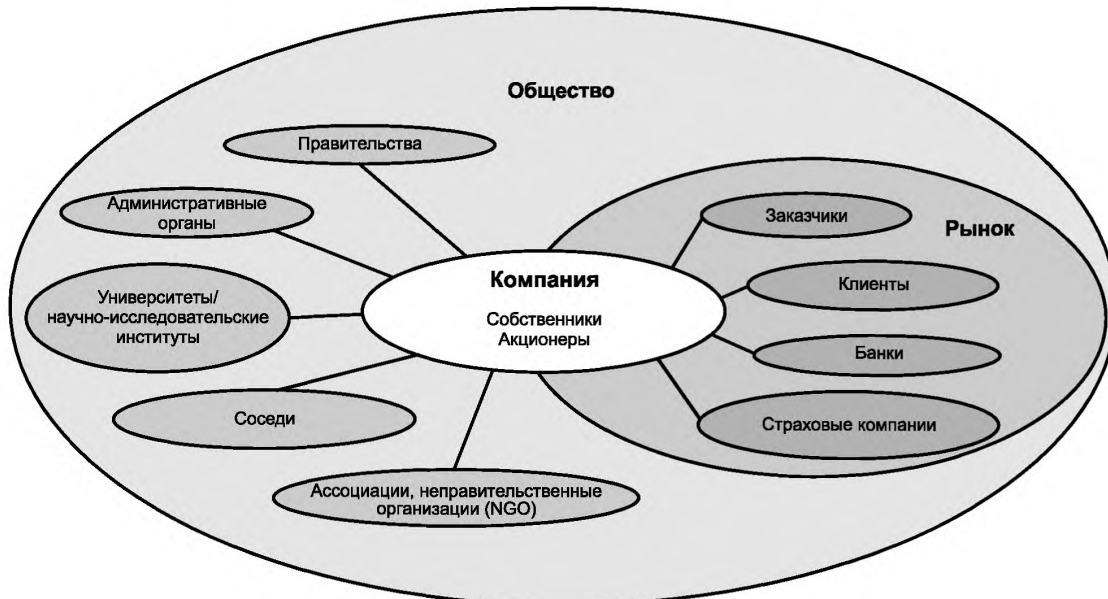 Общество
Правительства
Административные
органы
Университеты/
научно-исследовательские
институты
Соседи
Ассоциации, неправительственные
организации (NGO)
Компания
Собственники
Акционеры
Рынок
Заказчики
Клиенты
Банки
Страховые компании